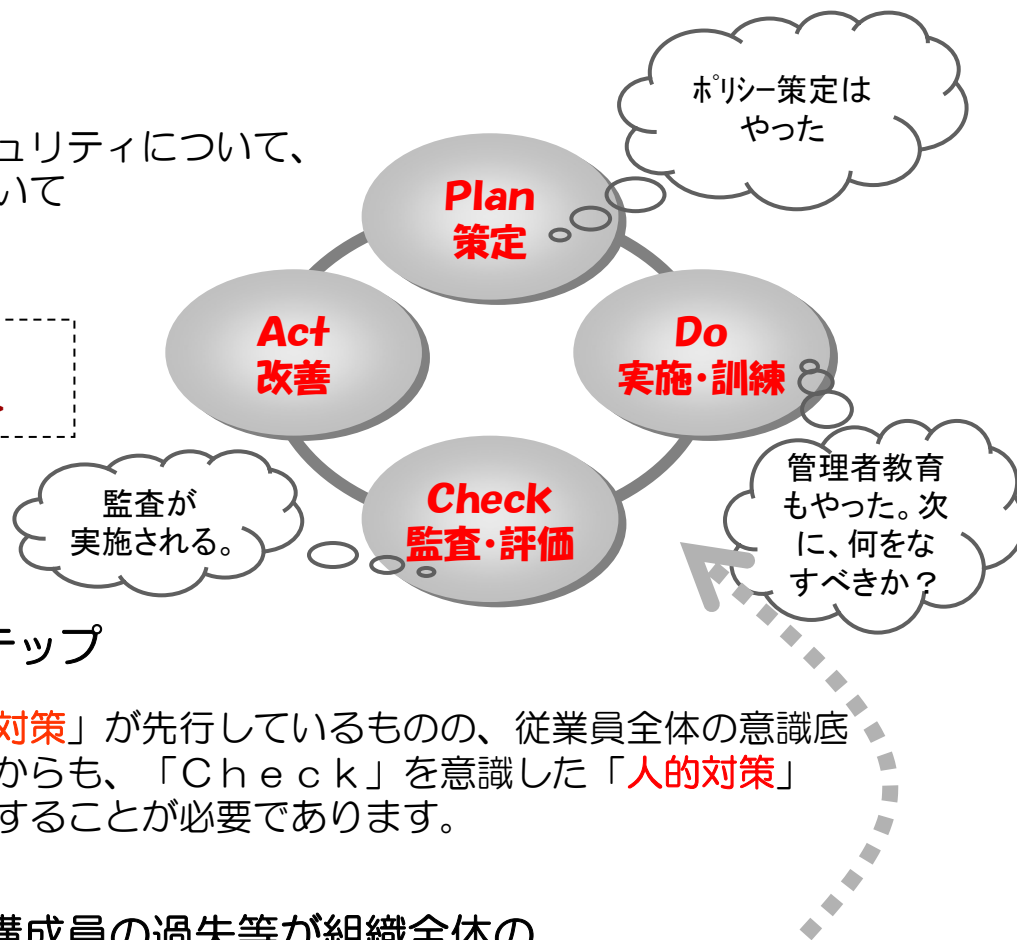 ポリシー策定は
やった
ュリティについて、
いて
Plan
策定
Act
改善
Do
実施・訓練
監査が
実施される。
Check
監査・評価
管理者教育
もやった。次
に、何をな
すべきか？
テップ
対策」が先行しているものの、従業員全体の意識底
からも、「Ｃｈｅｃｋ」を意識した「人的対策」
することが必要であります。
構成員の過失等が組織全体の